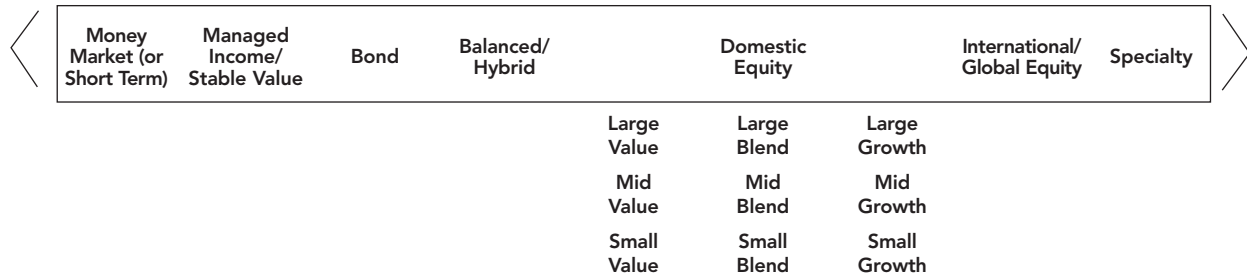 Money
Market (or
Short Term)
Managed
Income/
Stable Value
Bond
Balanced/
Hybrid
Domestic
Equity
International/
Global Equity
Specialty
Large
Value
Large
Blend
Large
Growth
Mid
Value
Mid
Blend
Mid
Growth
Small
Value
Small
Blend
Small
Growth